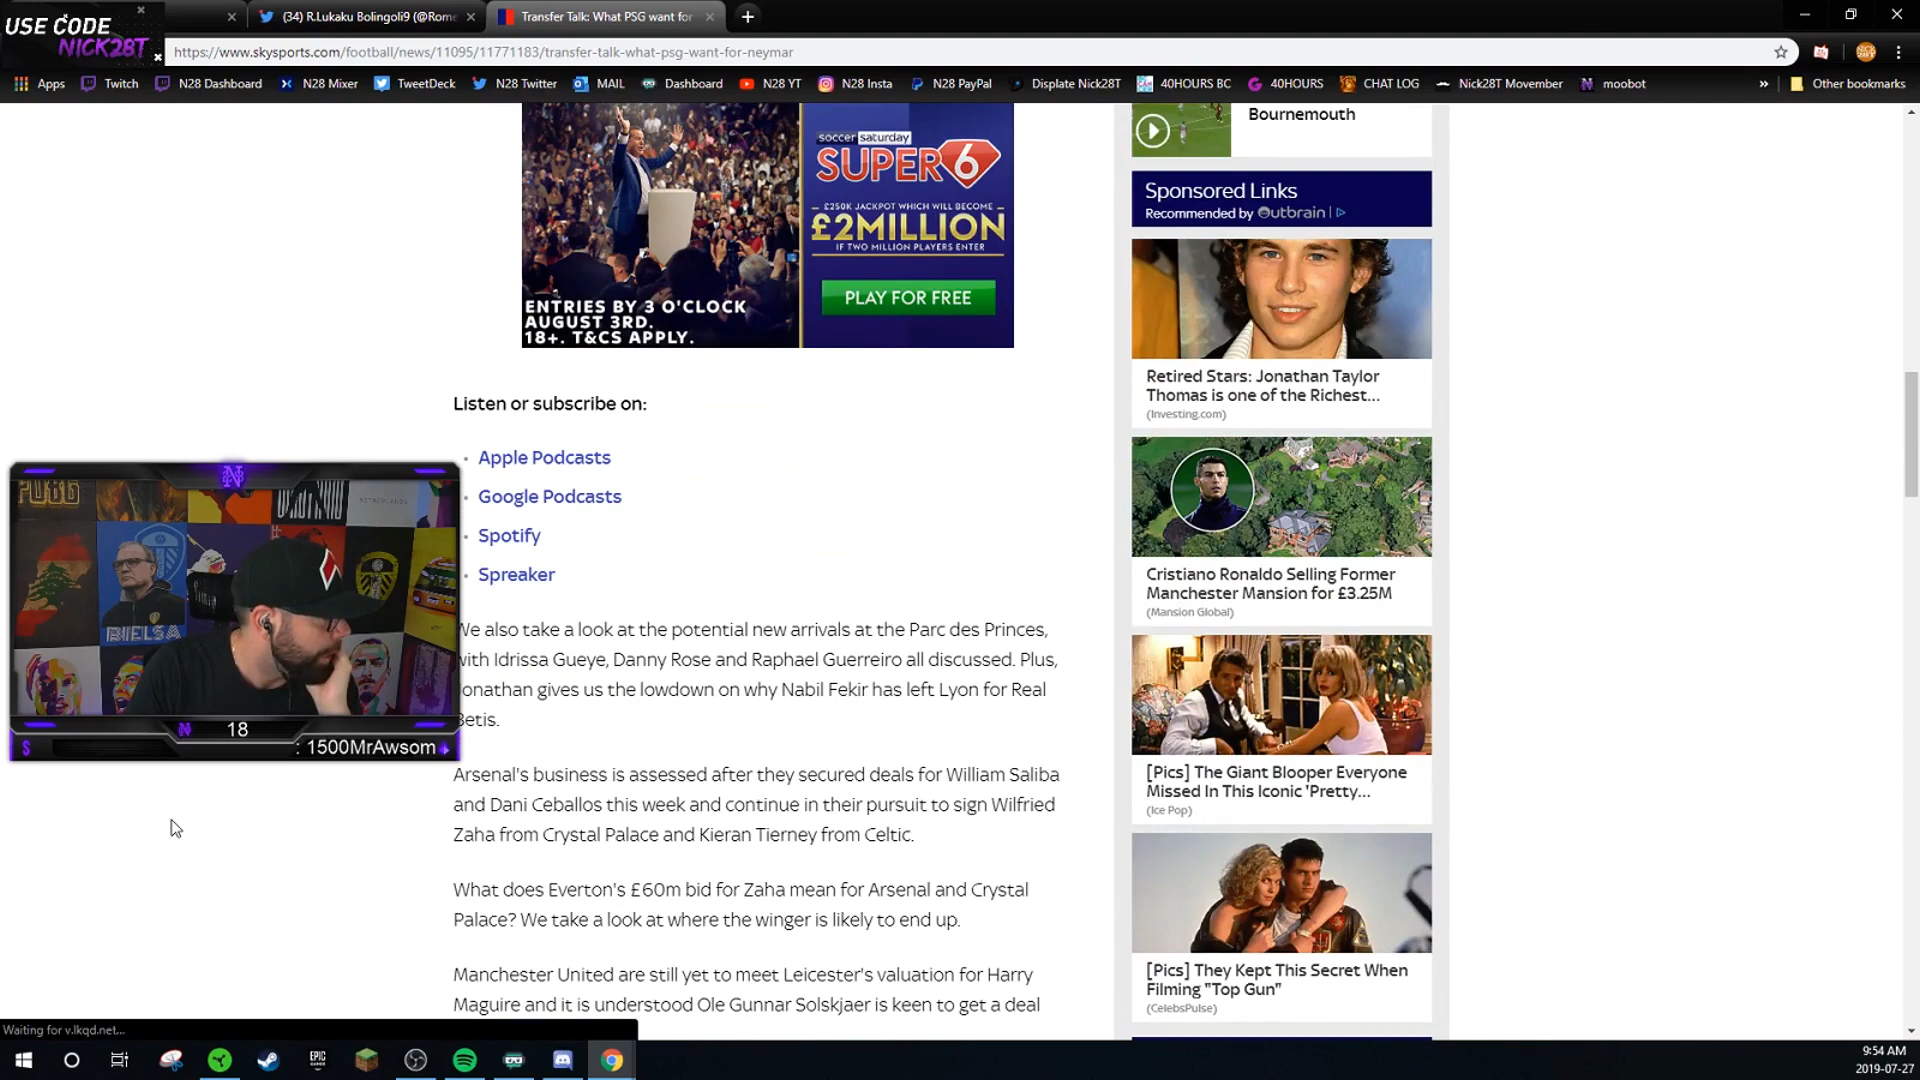 USE CODE
NICK28T
(34) R.Lukaku Bolingoli9 (@Rome
Transfer Talk: What PSG want for
https://www.skysports.com/football/news/11095/11771183/transfer-talk-what-psg-want-for-neymar
Apps
Twitch
N28 Dashboard
N28 Mixer
TweetDeck
N28 Twitter
MAIL
Dashboard
N28 YT
N28 Insta
N28 PayPal
Displate Nick28T
40HOURS BC
40HOURS
CHAT LOG
Nick28T Movember
moobot
»
Other bookmarks
soccer saturday
SUPER 6
£250K JACKPOT WHICH WILL BECOME
£2MILLION
IF TWO MILLION PLAYERS ENTER
PLAY FOR FREE
ENTRIES BY 3 O'CLOCK
AUGUST 3RD.
18+. T&CS APPLY.
Listen or subscribe on:
Apple Podcasts
Google Podcasts
Spotify
Spreaker
We also take a look at the potential new arrivals at the Parc des Princes,
with Idrissa Gueye, Danny Rose and Raphael Guerreiro all discussed. Plus,
Jonathan gives us the lowdown on why Nabil Fekir has left Lyon for Real
Betis.
Arsenal's business is assessed after they secured deals for William Saliba
and Dani Ceballos this week and continue in their pursuit to sign Wilfried
Zaha from Crystal Palace and Kieran Tierney from Celtic.
What does Everton's £60m bid for Zaha mean for Arsenal and Crystal
Palace? We take a look at where the winger is likely to end up.
Manchester United are still yet to meet Leicester's valuation for Harry
Maguire and it is understood Ole Gunnar Solskjaer is keen to get a deal
Bournemouth
Sponsored Links
Recommended by Outbrain
Retired Stars: Jonathan Taylor
Thomas is one of the Richest...
(Investing.com)
Cristiano Ronaldo Selling Former
Manchester Mansion for £3.25M
(Mansion Global)
[Pics] The Giant Blooper Everyone
Missed In This Iconic 'Pretty...
(Ice Pop)
[Pics] They Kept This Secret When
Filming "Top Gun"
(CelebsPulse)
PUBG
NETHERLANDS
BIELSA
18
$
: 1500MrAwsom
Waiting for v.lkqd.net...
EPIC
9:54 AM
2019-07-27